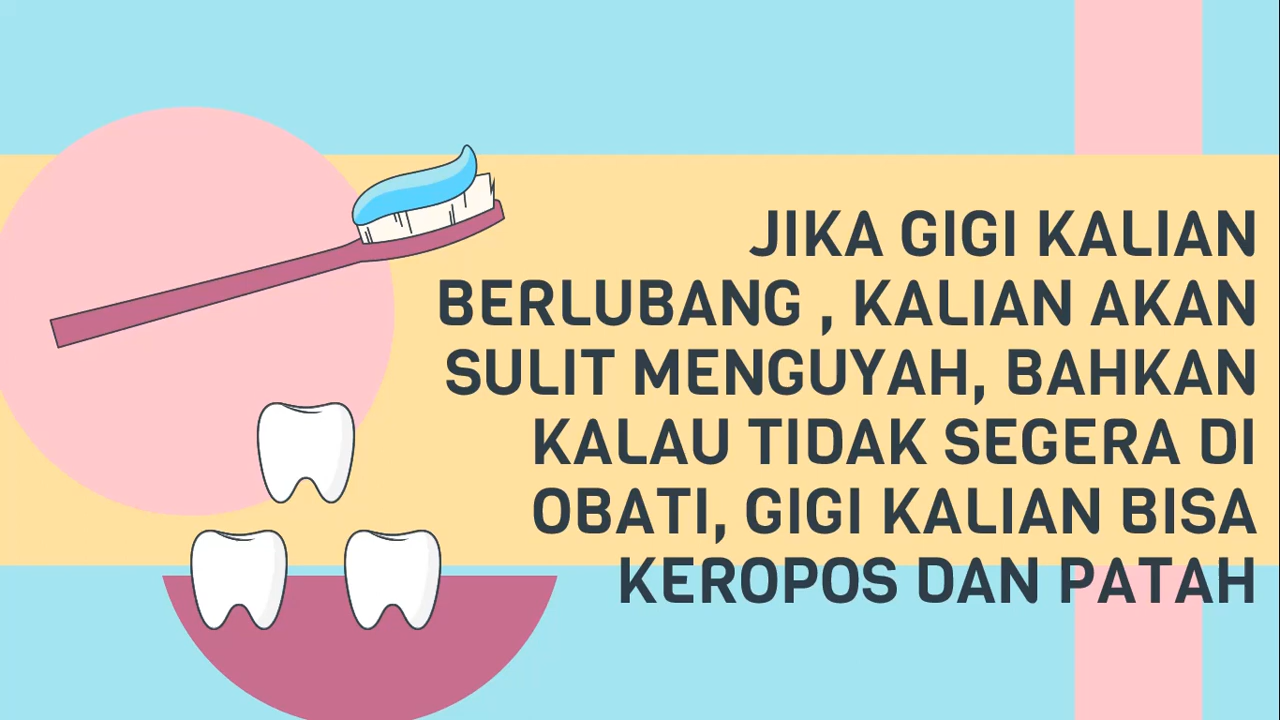 JIKA GIGI KALIAN
BERLUBANG , KALIAN AKAN
SULIT MENGUYAH, BAHKAN
KALAU TIDAK SEGERA DI
OBATI, GIGI KALIAN BISA
KEROPOS DAN PATAH